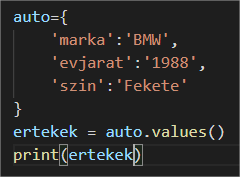 auto={
    'marka':'BMW',
    'evjarat':'1988',
    'szin':'Fekete'
}
ertekek = auto.values()
print(ertekek)